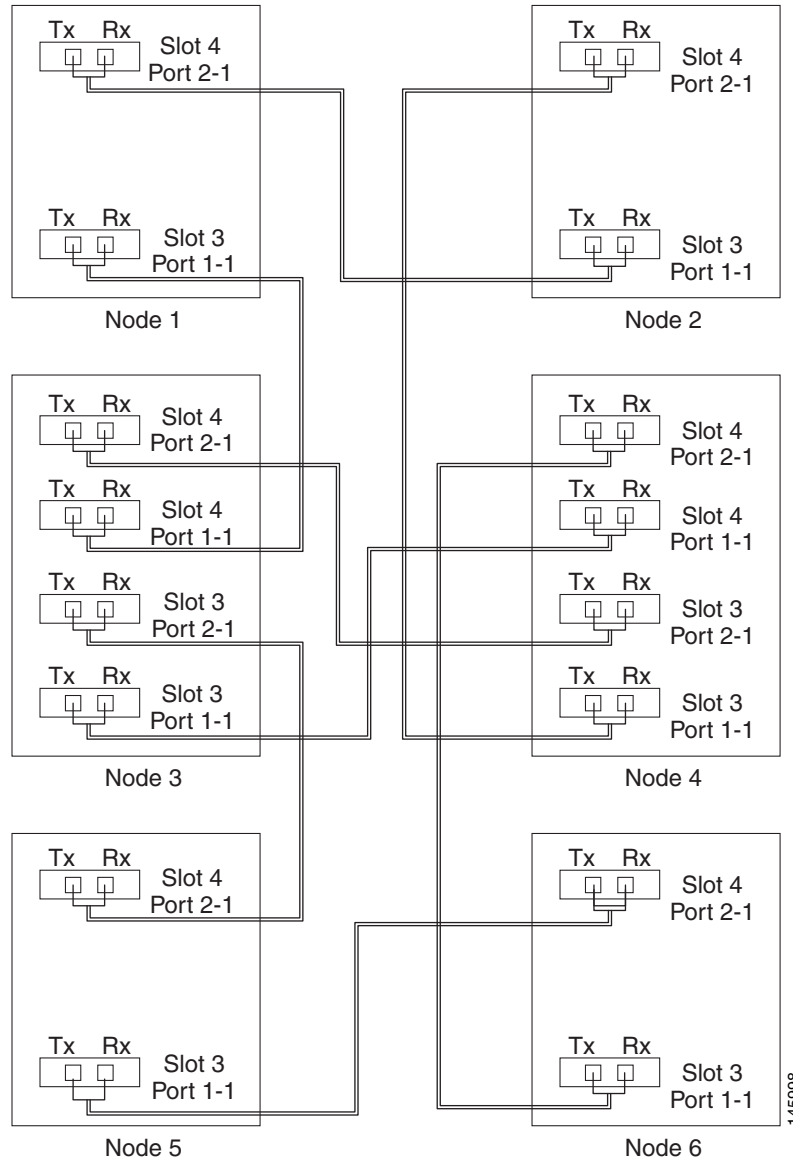 Tx Rx
Slot 4
Port 2-1
Tx Rx
Slot 3
Port 1-1
Node 1
Tx Rx
Slot 4
Port 2-1
Tx Rx
Slot 3
Port 1-1
Node 2
Tx Rx
Slot 4
Port 2-1
Tx Rx
Slot 4
Port 1-1
Tx Rx
Slot 3
Port 2-1
Tx Rx
Slot 3
Port 1-1
Node 3
Tx Rx
Slot 4
Port 2-1
Tx Rx
Slot 4
Port 1-1
Tx Rx
Slot 3
Port 2-1
Tx Rx
Slot 3
Port 1-1
Node 4
Tx Rx
Slot 4
Port 2-1
Tx Rx
Slot 3
Port 1-1
Node 5
Tx Rx
Slot 4
Port 2-1
Tx Rx
Slot 3
Port 1-1
Node 6